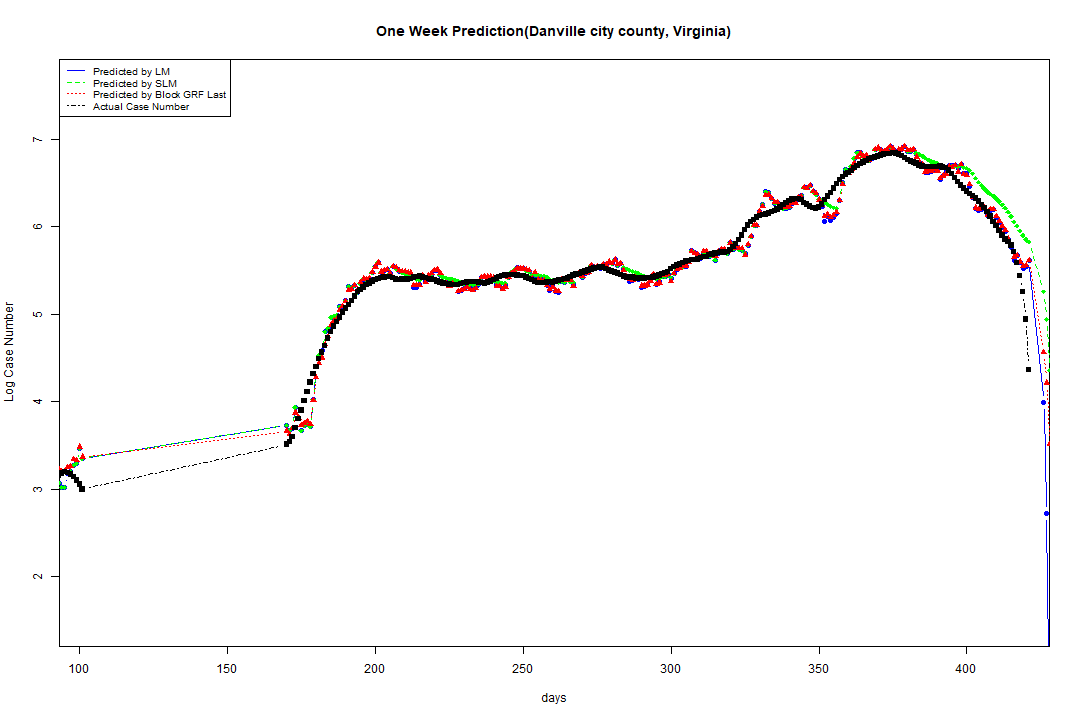 One Week Prediction(Danville city county, Virginia)
Predicted by LM
Predicted by SLM
Predicted by Block GRF Last
Actual Case Number
Log Case Number
7
6
5
4
3
2
100 150 200 250 300 350 400
days